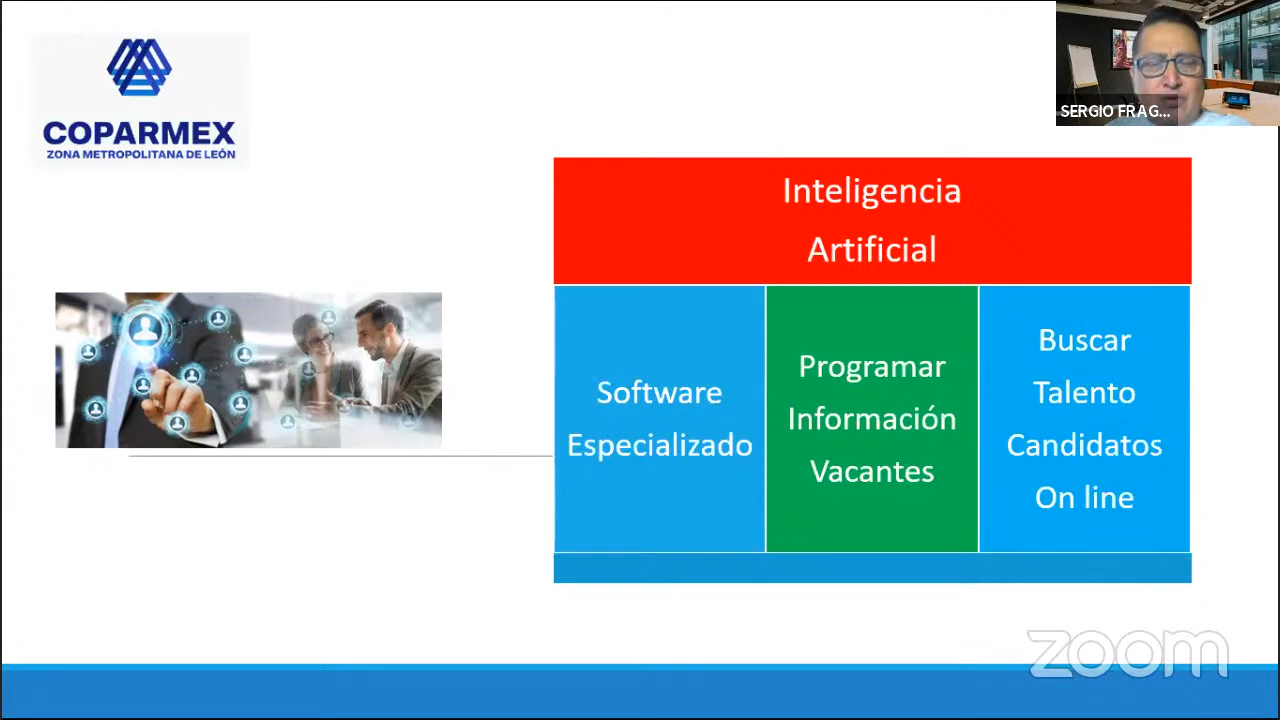 COPARMEX
ZONA METROPOLITANA DE LEÓN
SERGIO FRAG...
Inteligencia
Artificial
Software
Especializado
Programar
Información
Vacantes
Buscar
Talento
Candidatos
On line
zoom